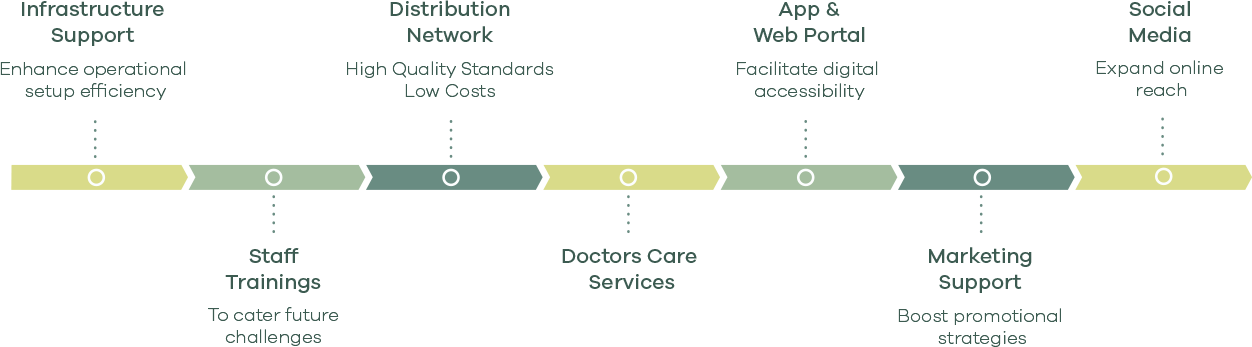 Infrastructure
Support
Enhance operational
setup efficiency
Staff
Trainings
To cater future
challenges
Distribution
Network
High Quality Standards
Low Costs
Doctors Care
Services
App &
Web Portal
Facilitate digital
accessibility
Marketing
Support
Boost promotional
strategies
Social
Media
Expand online
reach